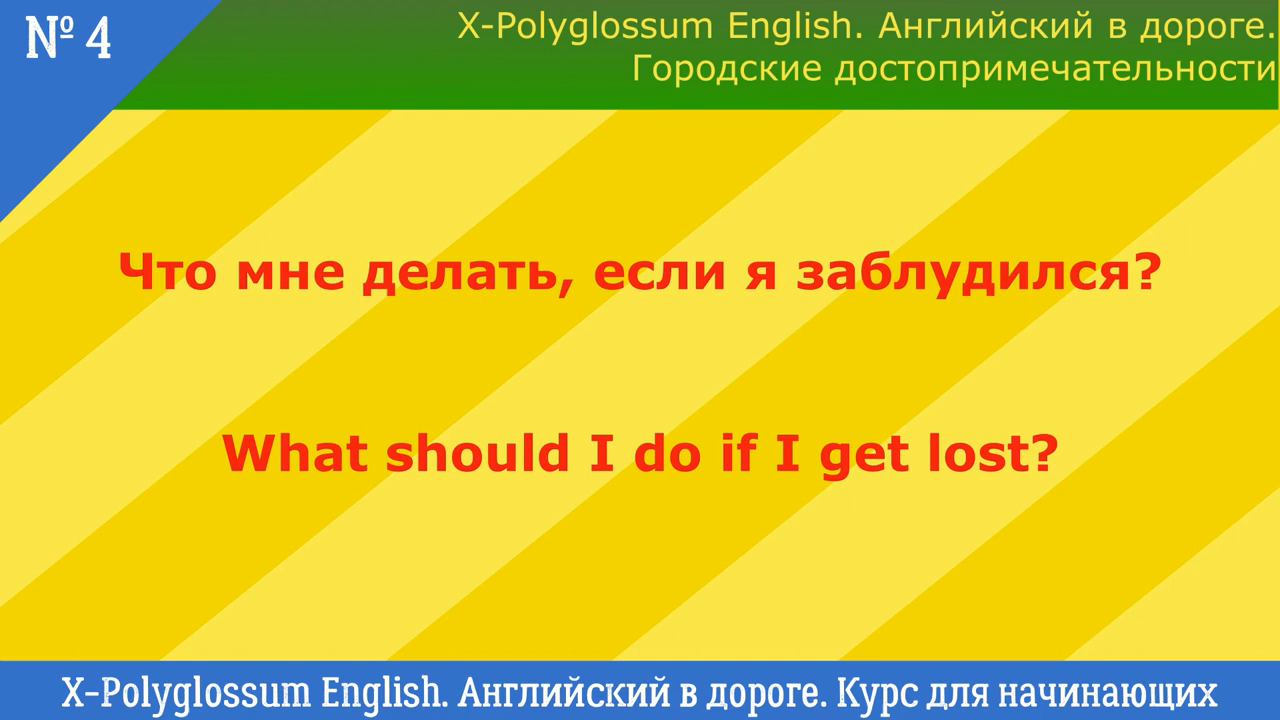 № 4
X-Polyglossum English. Английский в дороге.
Городские достопримечательности
Что мне делать, если я заблудился?
What should I do if I get lost?
X-Polyglossum English. Английский в дороге. Курс для начинающих